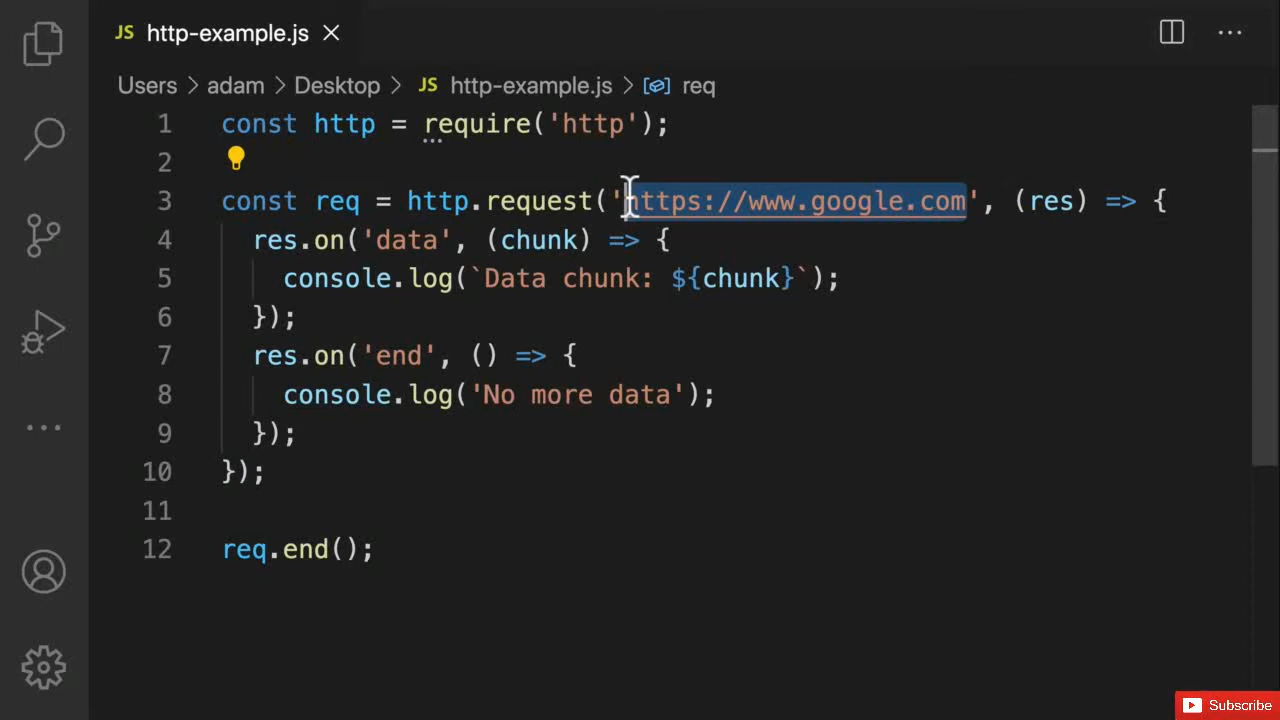 JS http-example.js
Users > adam > Desktop > JS http-example.js > req
1 const http = require('http');
2
3 const req = http.request('https://www.google.com', (res) => {
4 res.on('data', (chunk) => {
5 console.log(`Data chunk: ${chunk}`);
6 });
7 res.on('end', () => {
8 console.log('No more data');
9 });
10 });
11
12 req.end();
Subscribe